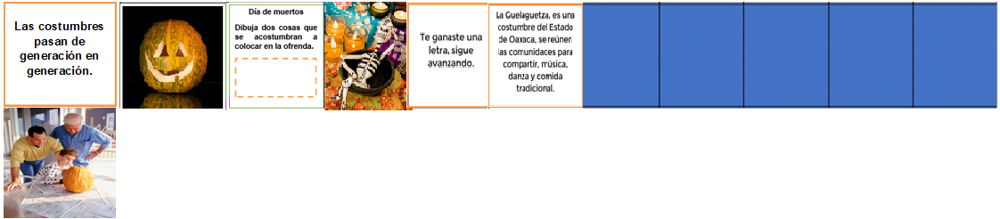 Las costumbres
pasan de
generación en
generación.
Día de muertos
Dibuja dos cosas que
se acostumbran a
colocar en la ofrenda.
Te ganaste una
letra, sigue
avanzando.
La Guelaguetza, es una
costumbre del Estado
de Oaxaca, se reúnen
las comunidaces para
compartir, música,
danza y comida
tradicional.